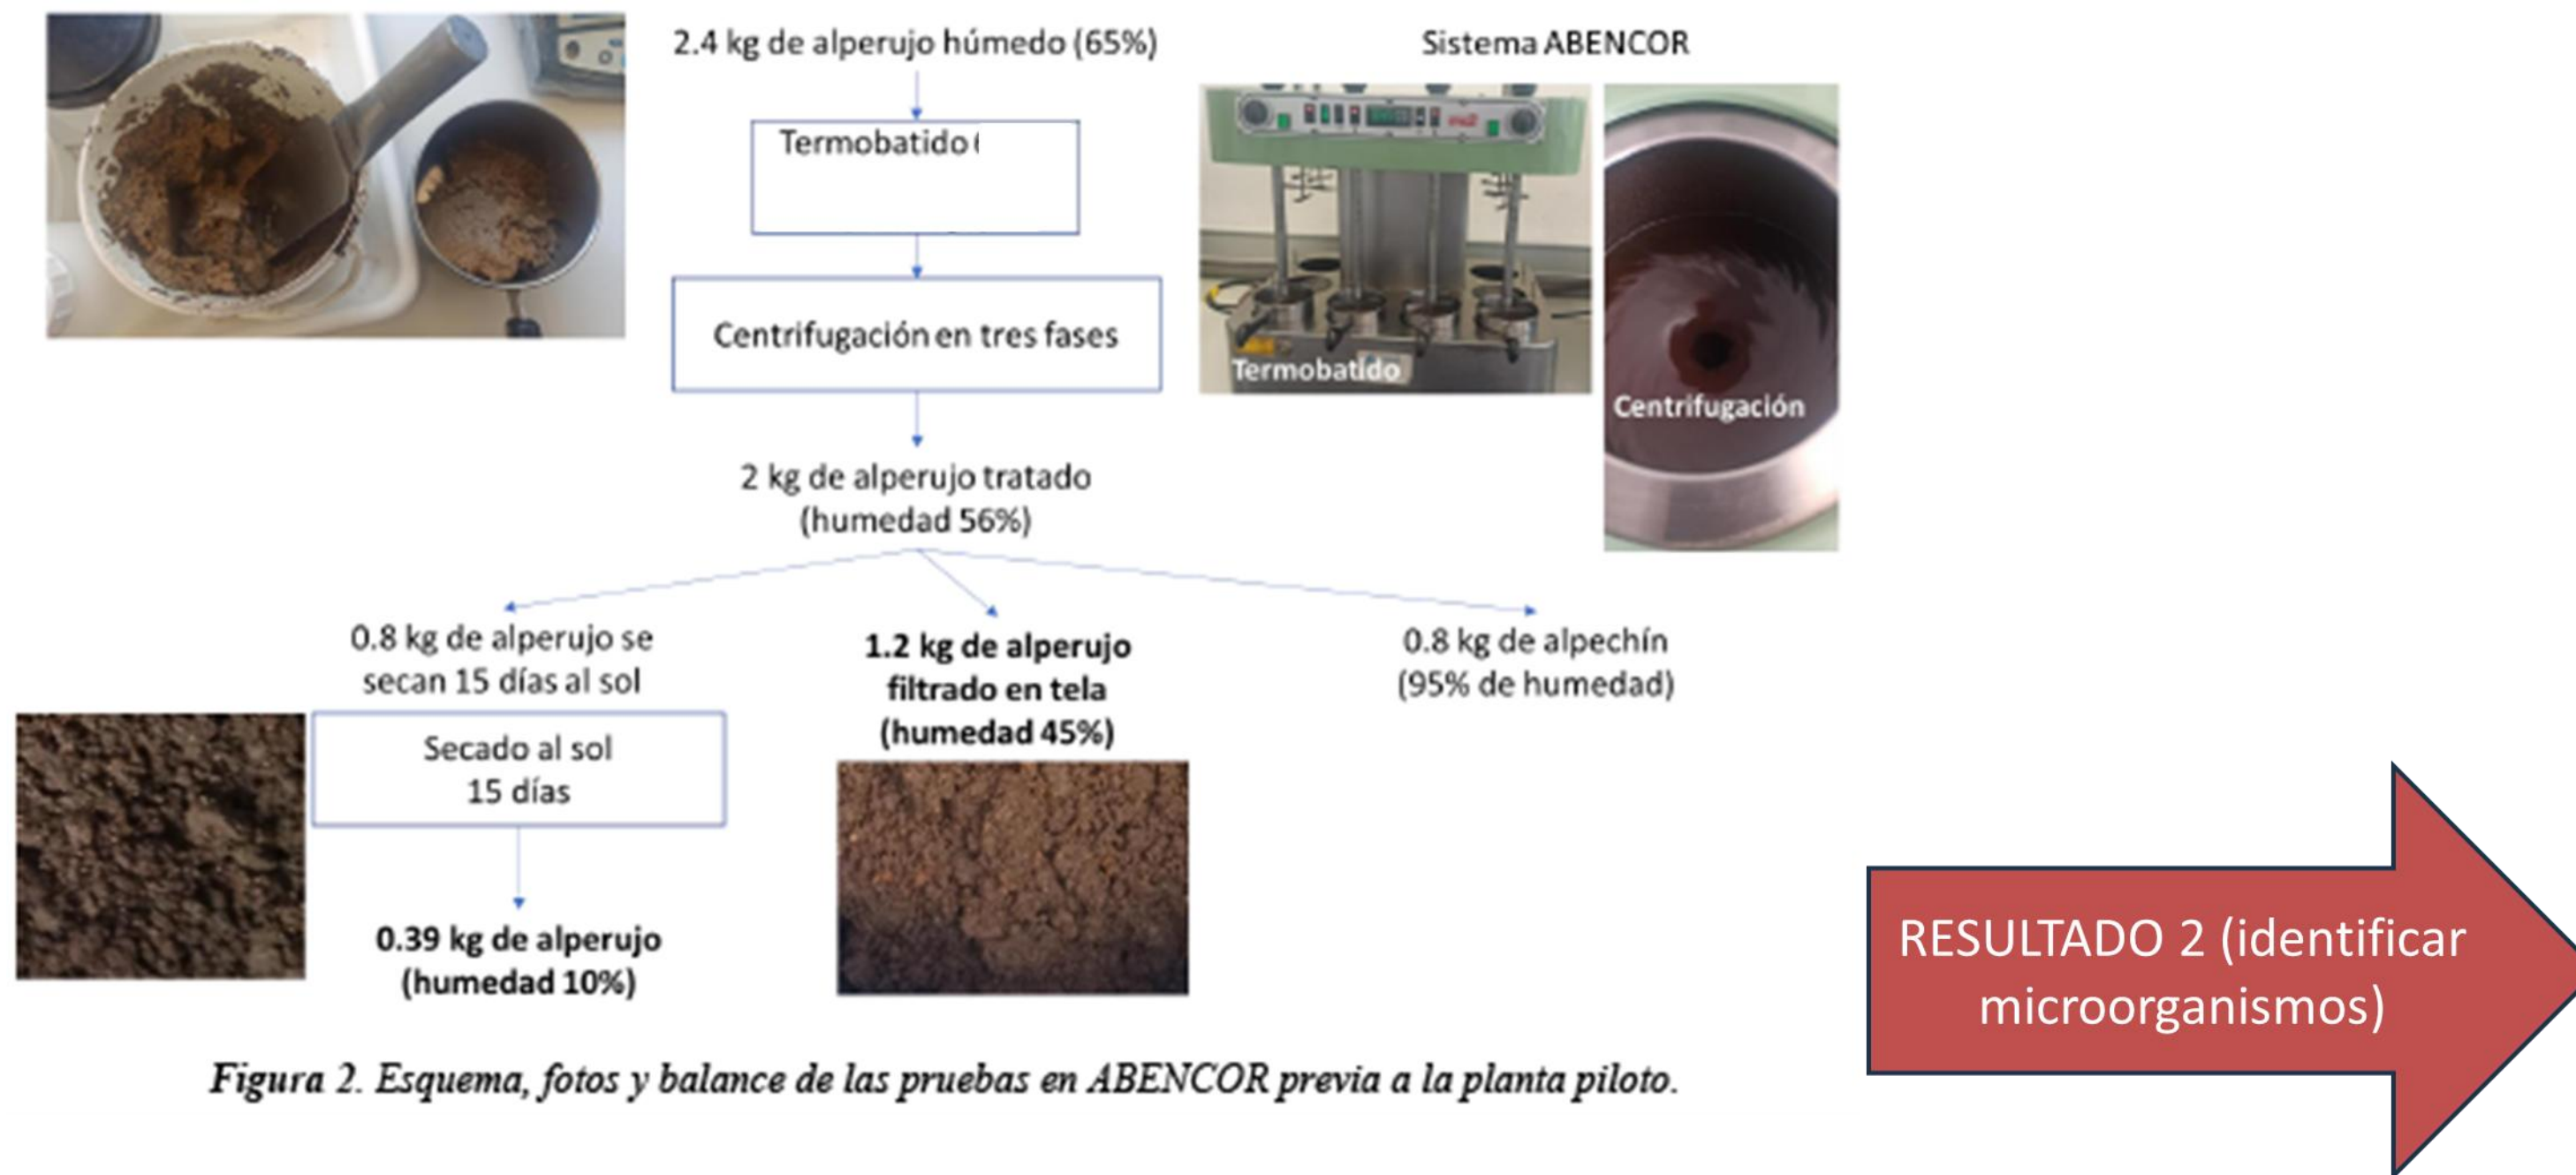 2.4 kg de alperujo húmedo (65%)
Sistema ABENCOR
Termobatido
Centrifugación en tres fases
Termobatido
Centrifugación
2 kg de alperujo tratado
(humedad 56%)
0.8 kg de alperujo se
secan 15 días al sol
1.2 kg de alperujo
filtrado en tela
(humedad 45%)
0.8 kg de alpechín
(95% de humedad)
Secado al sol
15 días
0.39 kg de alperujo
(humedad 10%)
RESULTADO 2 (identificar
microorganismos)
Figura 2. Esquema, fotos y balance de las pruebas en ABENCOR previa a la planta piloto.